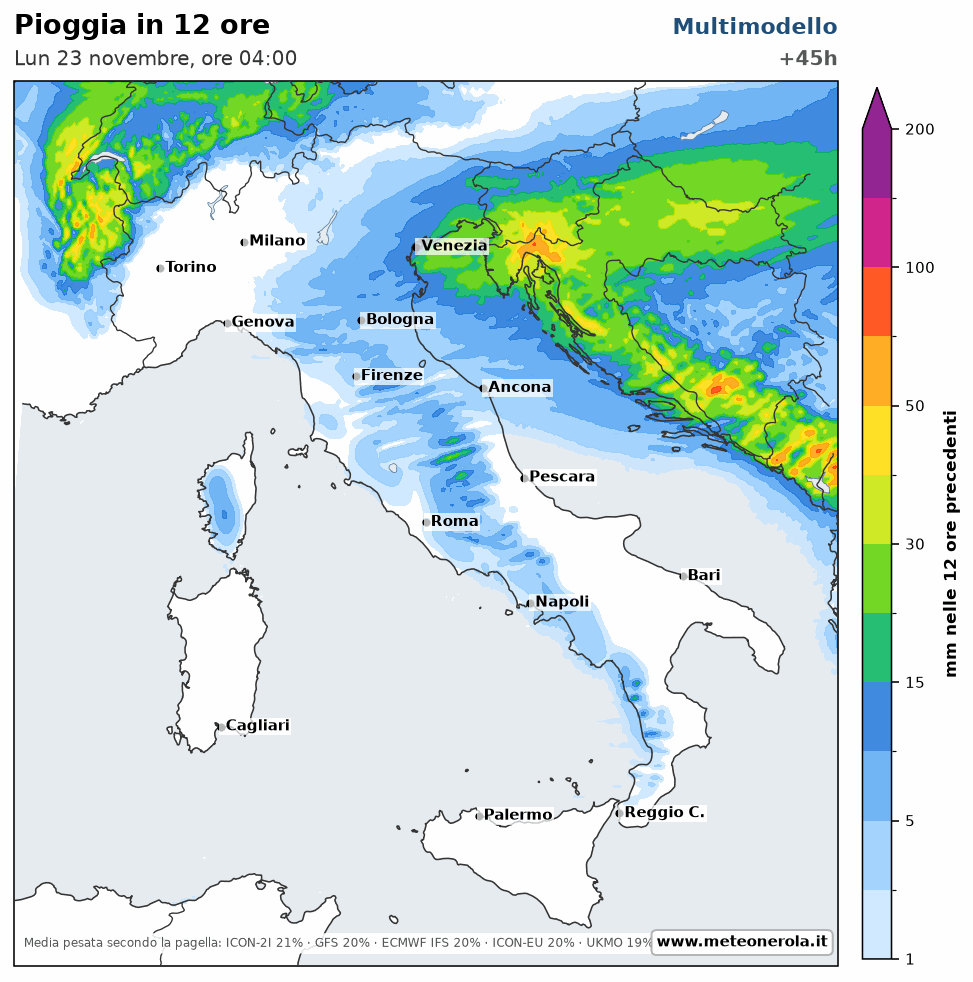 Pioggia in 12 ore
Multimodello
Lun 23 novembre, ore 04:00
+45h
200
100
50
30
15
5
1
mm nelle 12 ore precedenti
Milano
Venezia
Torino
Genova
Bologna
Firenze
Ancona
Pescara
Roma
Bari
Napoli
Cagliari
Palermo
Reggio C.
Media pesata secondo la pagella: ICON-2I 21% · GFS 20% · ECMWF IFS 20% · ICON-EU 20% · UKMO 19%
www.meteonerola.it